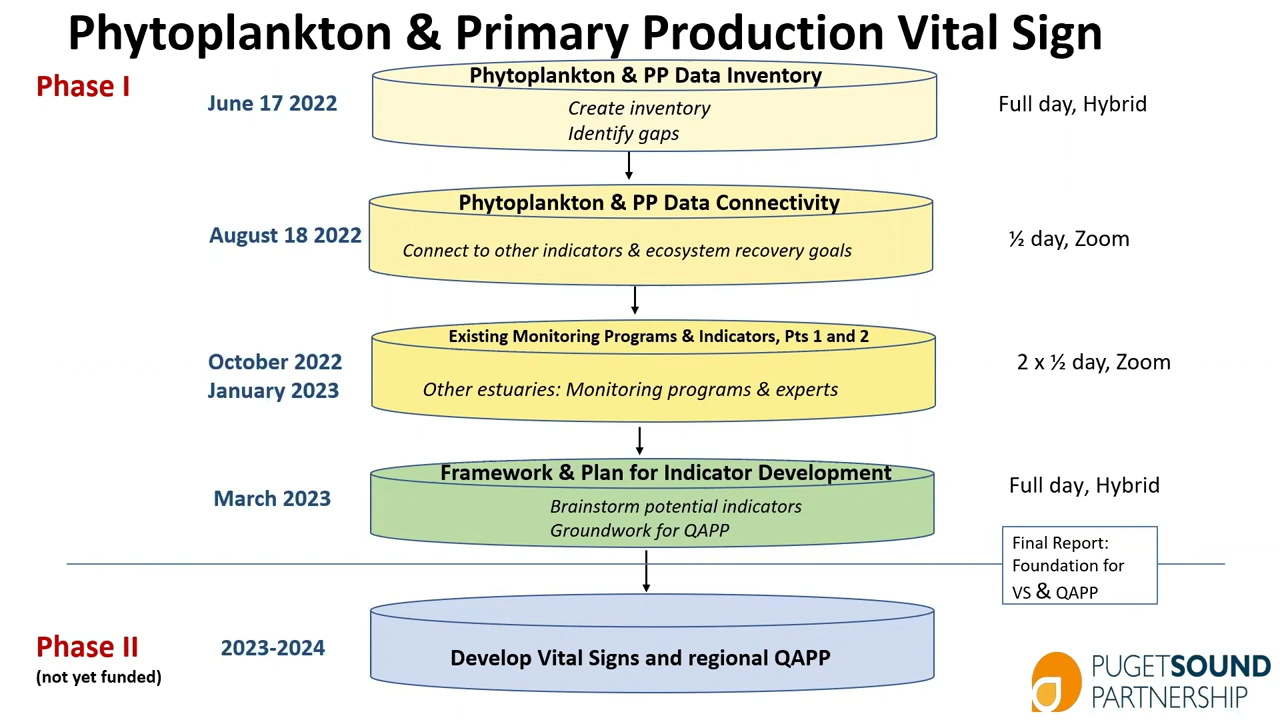 Phytoplankton & Primary Production Vital Sign
Phase I
June 17 2022
Phytoplankton & PP Data Inventory
Create inventory
Identify gaps
Full day, Hybrid
August 18 2022
Phytoplankton & PP Data Connectivity
Connect to other indicators & ecosystem recovery goals
½ day, Zoom
October 2022
January 2023
Existing Monitoring Programs & Indicators, Pts 1 and 2
Other estuaries: Monitoring programs & experts
2 x ½ day, Zoom
March 2023
Framework & Plan for Indicator Development
Brainstorm potential indicators
Groundwork for QAPP
Full day, Hybrid
Final Report:
Foundation for
VS & QAPP
Phase II
(not yet funded)
2023-2024
Develop Vital Signs and regional QAPP
PUGETSOUND
PARTNERSHIP